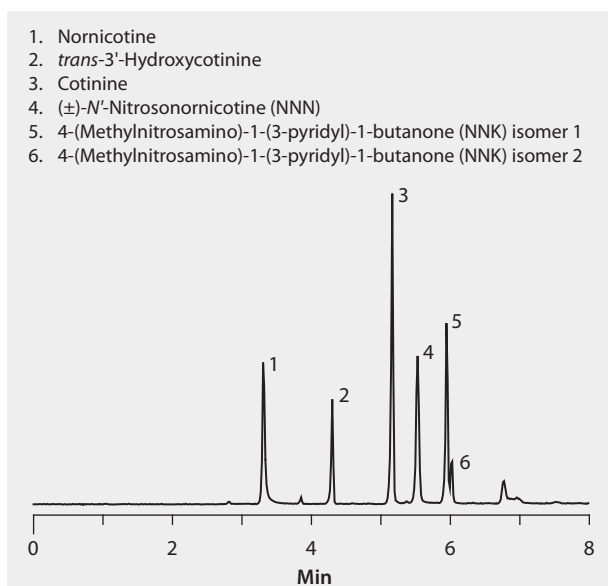 1. Nornicotine
2. trans-3'-Hydroxycotinine
3. Cotinine
4. (±)-N'-Nitrosonornicotine (NNN)
5. 4-(Methylnitrosamino)-1-(3-pyridyl)-1-butanone (NNK) isomer 1
6. 4-(Methylnitrosamino)-1-(3-pyridyl)-1-butanone (NNK) isomer 2
3
5
1
4
2
6
0 2 4 6 8
Min